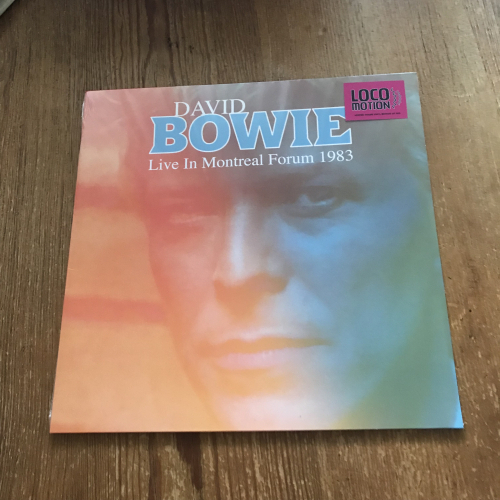 DAVID
BOWIE
Live In Montreal Forum 1983
LOCO
MOTION